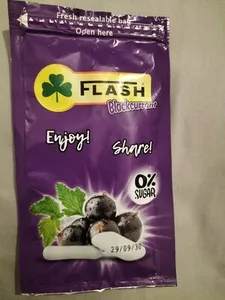 Fresh resealable bag
Open here
FLASH
Blackcurrant
Enjoy!
Share!
0%
SUGAR
29/09/30